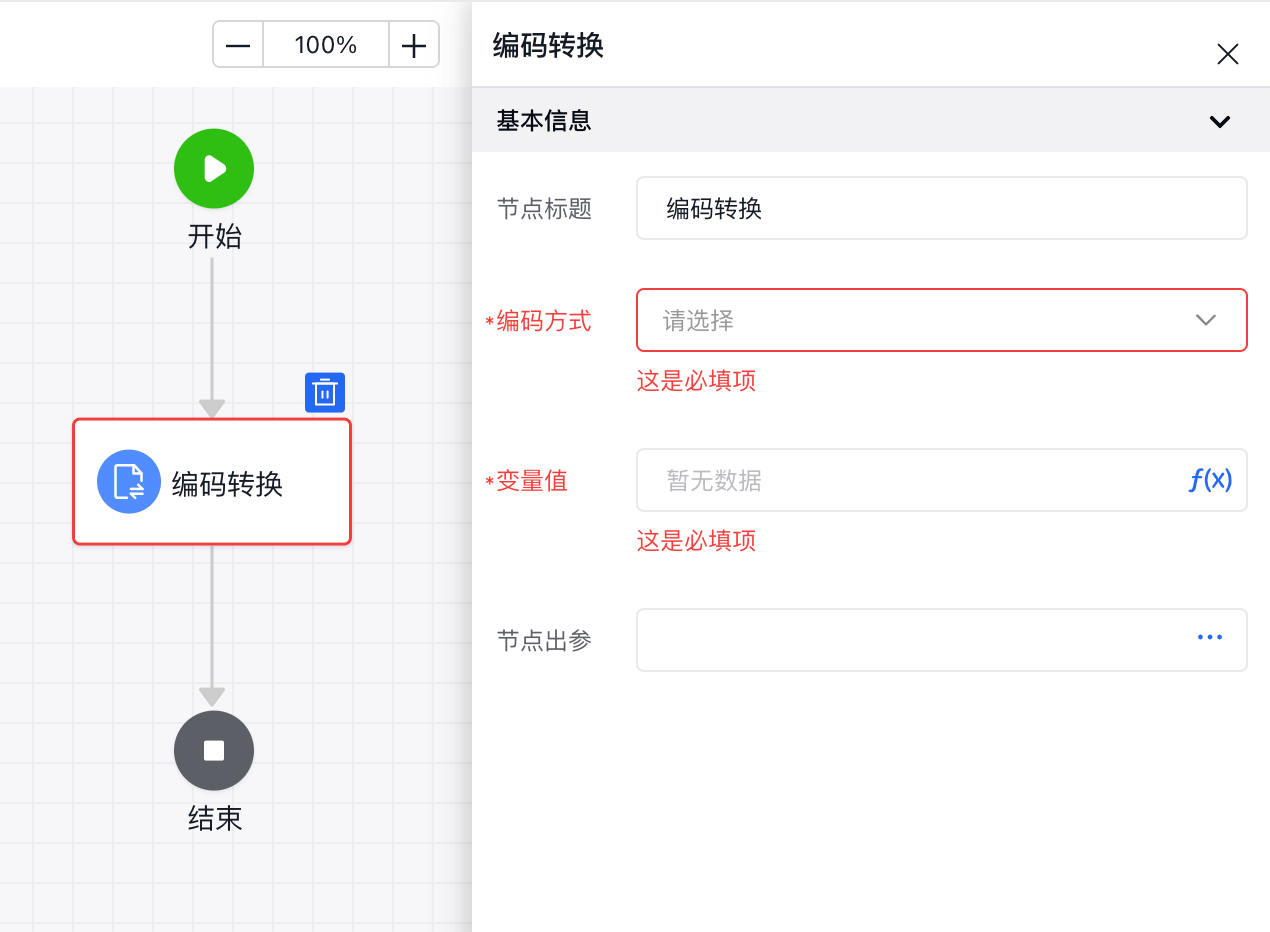 100%
开始
编码转换
结束
编码转换
基本信息
节点标题
编码转换
*编码方式
请选择
这是必填项
*变量值
暂无数据
f(x)
这是必填项
节点出参
···